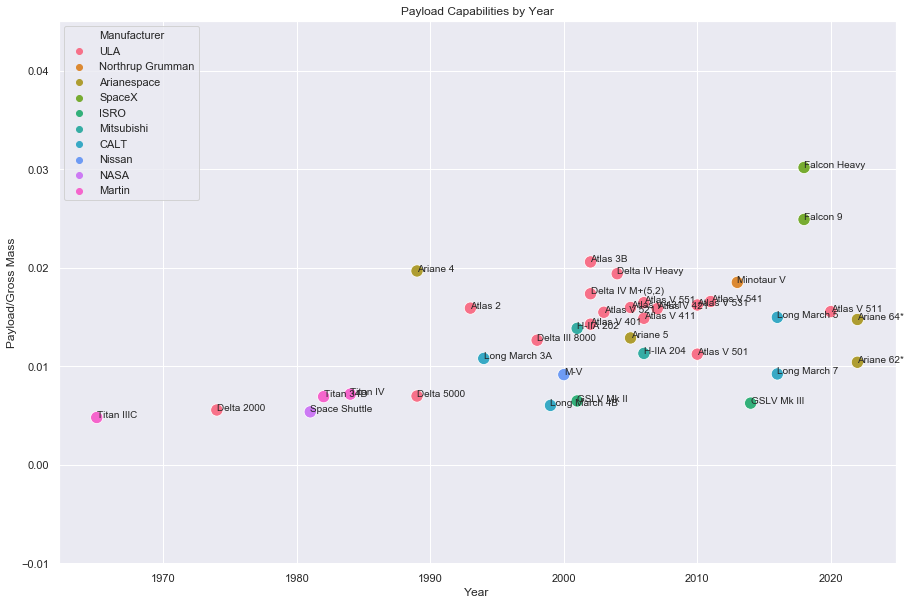 Payload Capabilities by Year
Manufacturer
ULA
Northrup Grumman
Arianespace
SpaceX
ISRO
Mitsubishi
CALT
Nissan
NASA
Martin
Payload/Gross Mass
0.04
0.03
0.02
0.01
0.00
−0.01
Falcon Heavy
Falcon 9
Atlas 3B
Ariane 4
Delta IV Heavy
Minotaur V
Delta IV M+(5,2)
Atlas V 551
Atlas V 541
Atlas V 531
Atlas V 421
Atlas 2
Atlas V 521
Atlas V 511
Long March 5
Ariane 64*
Atlas V 411
Atlas V 401
H-IIA 202
Ariane 5
Delta III 8000
H-IIA 204
Atlas V 501
Long March 3A
Ariane 62*
M-V
Long March 7
Titan IV
Titan 34D
Delta 5000
GSLV Mk II
GSLV Mk III
Long March 4B
Delta 2000
Space Shuttle
Titan IIIC
1970
1980
1990
2000
2010
2020
Year